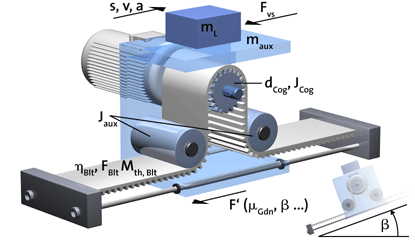 s, v, a
F_vs
m_L
m_aux
d_Cog, J_Cog
J_aux
η_Blt, F_Blt M_th, Blt
F‘ (μ_Gdn, β ...)
β